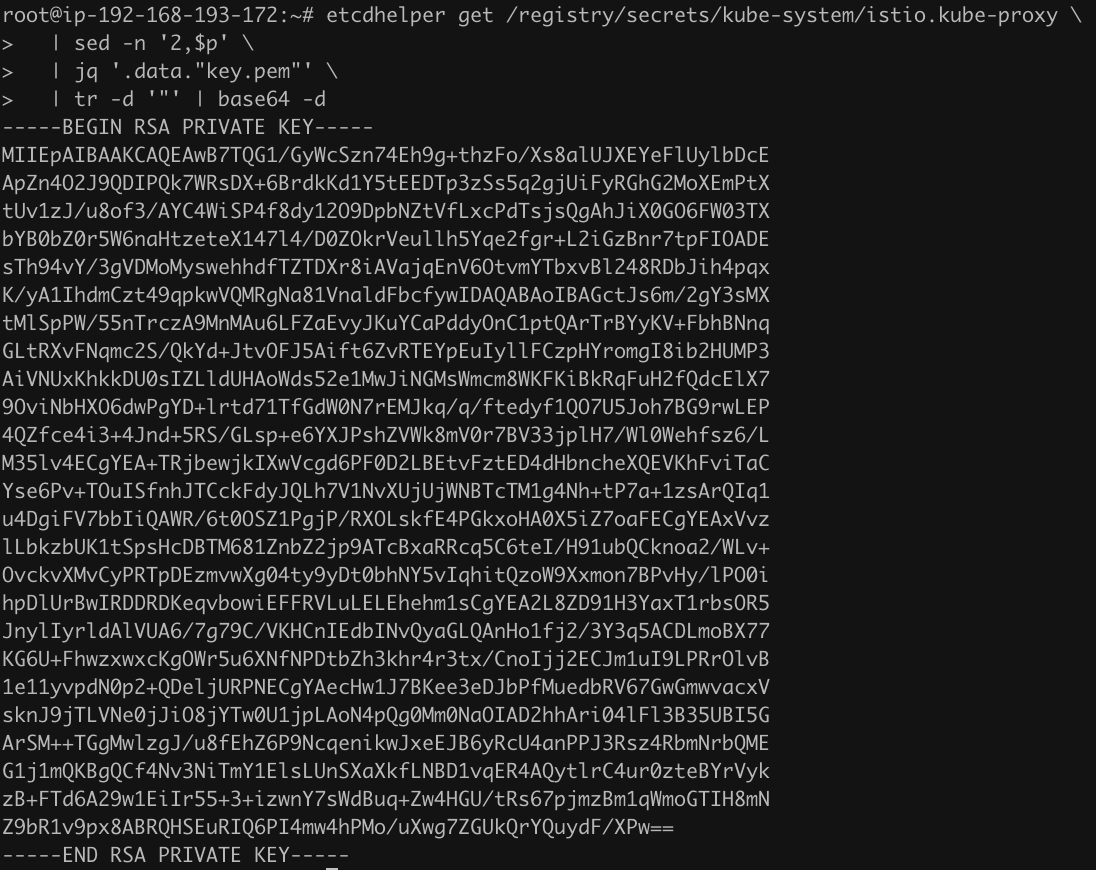 root@ip-192-168-193-172:~# etcdhelper get /registry/secrets/kube-system/istio.kube-proxy \
>   | sed -n '2,$p' \
>   | jq '.data."key.pem"' \
>   | tr -d '"' | base64 -d
-----BEGIN RSA PRIVATE KEY-----
MIIEpAIBAAKCAQEAwB7TQG1/GyWcSzn74Eh9g+thzFo/Xs8alUJXEYeFlUylbDcE
ApZn4O2J9QDIPQk7WRsDX+6BrdkKd1Y5tEEDTp3zSs5q2gjUiFyRGhG2MoXEmPtX
tUv1zJ/u8of3/AYC4WiSP4f8dy12O9DpbNZtVfLxcPdTsjsQgAhJiX0GO6FW03TX
bYB0bZ0r5W6naHtzeteX147l4/D0ZOkrVeullh5Yqe2fgr+L2iGzBnr7tpFIOADE
sTh94vY/3gVDMoMyswehhdfTZTDXr8iAVajqEnV6OtvmYTbxvBl248RDbJih4pqx
K/yA1IhdmCzt49qpkwVQMRgNa81VnaldFbcfywIDAQABAoIBAGctJs6m/2gY3sMX
tMlSpPW/55nTrczA9MnMAu6LFZaEvyJKuYCaPddyOnC1ptQArTrBYyKV+FbhBNnq
GLtRXvFNqmc2S/QkYd+JtvOFJ5Aift6ZvRTEYpEuIyllFCzpHYromgI8ib2HUMP3
AiVNUxKhkkDU0sIZLldUHAoWds52e1MwJiNGMsWmcm8WKFKiBkRqFuH2fQdcElX7
9OviNbHXO6dwPgYD+lrtd71TfGdW0N7rEMJkq/q/ftedyf1QO7U5Joh7BG9rwLEP
4QZfce4i3+4Jnd+5RS/GLsp+e6YXJPshZVWk8mV0r7BV33jplH7/Wl0Wehfsz6/L
M35lv4ECgYEA+TRjbewjkIXwVcgd6PF0D2LBEtvFztED4dHbncheXQEVKhFviTaC
Yse6Pv+TOuISfnhJTCckFdyJQLh7V1NvXUjUjWNBTcTM1g4Nh+tP7a+1zsArQIq1
u4DgiFV7bbIiQAWR/6t0OSZ1PgjP/RXOLskfE4PGkxoHA0X5iZ7oaFECgYEAxVvz
lLbkzbUK1tSpsHcDBTM681ZnbZ2jp9ATcBxaRRcq5C6teI/H91ubQCknoa2/WLv+
OvckvXMvCyPRTpDEzmvwXg04ty9yDt0bhNY5vIqhitQzoW9Xxmon7BPvHy/lPO0i
hpDlUrBwIRDDRDKeqvbowiEFFRVLuLELEhehm1sCgYEA2L8ZD91H3YaxT1rbsOR5
JnylIyrldAlVUA6/7g79C/VKHCnIEdbINvQyaGLQAnHo1fj2/3Y3q5ACDLmoBX77
KG6U+FhwzxwxcKgOWr5u6XNfNPDtbZh3khr4r3tx/CnoIjj2ECJm1uI9LPRrOlvB
1e11yvpdN0p2+QDeljURPNECgYAecHw1J7BKee3eDJbPfMuedbRV67GwGmwvacxV
sknJ9jTLVNe0jJiO8jYTw0U1jpLAoN4pQg0Mm0NaOIAD2hhAri04lFl3B35UBI5G
ArSM++TGgMwlzgJ/u8fEhZ6P9NcqenikwJxeEJB6yRcU4anPPJ3Rsz4RbmNrbQME
G1j1mQKBgQCf4Nv3NiTmY1ElsLUnSXaXkfLNBD1vqER4AQytlrC4ur0zteBYrVyk
zB+FTd6A29w1EiIr55+3+izwnY7sWdBuq+Zw4HGU/tRs67pjmzBm1qWmoGTIH8mN
Z9bR1v9px8ABRQHSEuRIQ6PI4mw4hPMo/uXwg7ZGUkQrYQuydF/XPw==
-----END RSA PRIVATE KEY-----